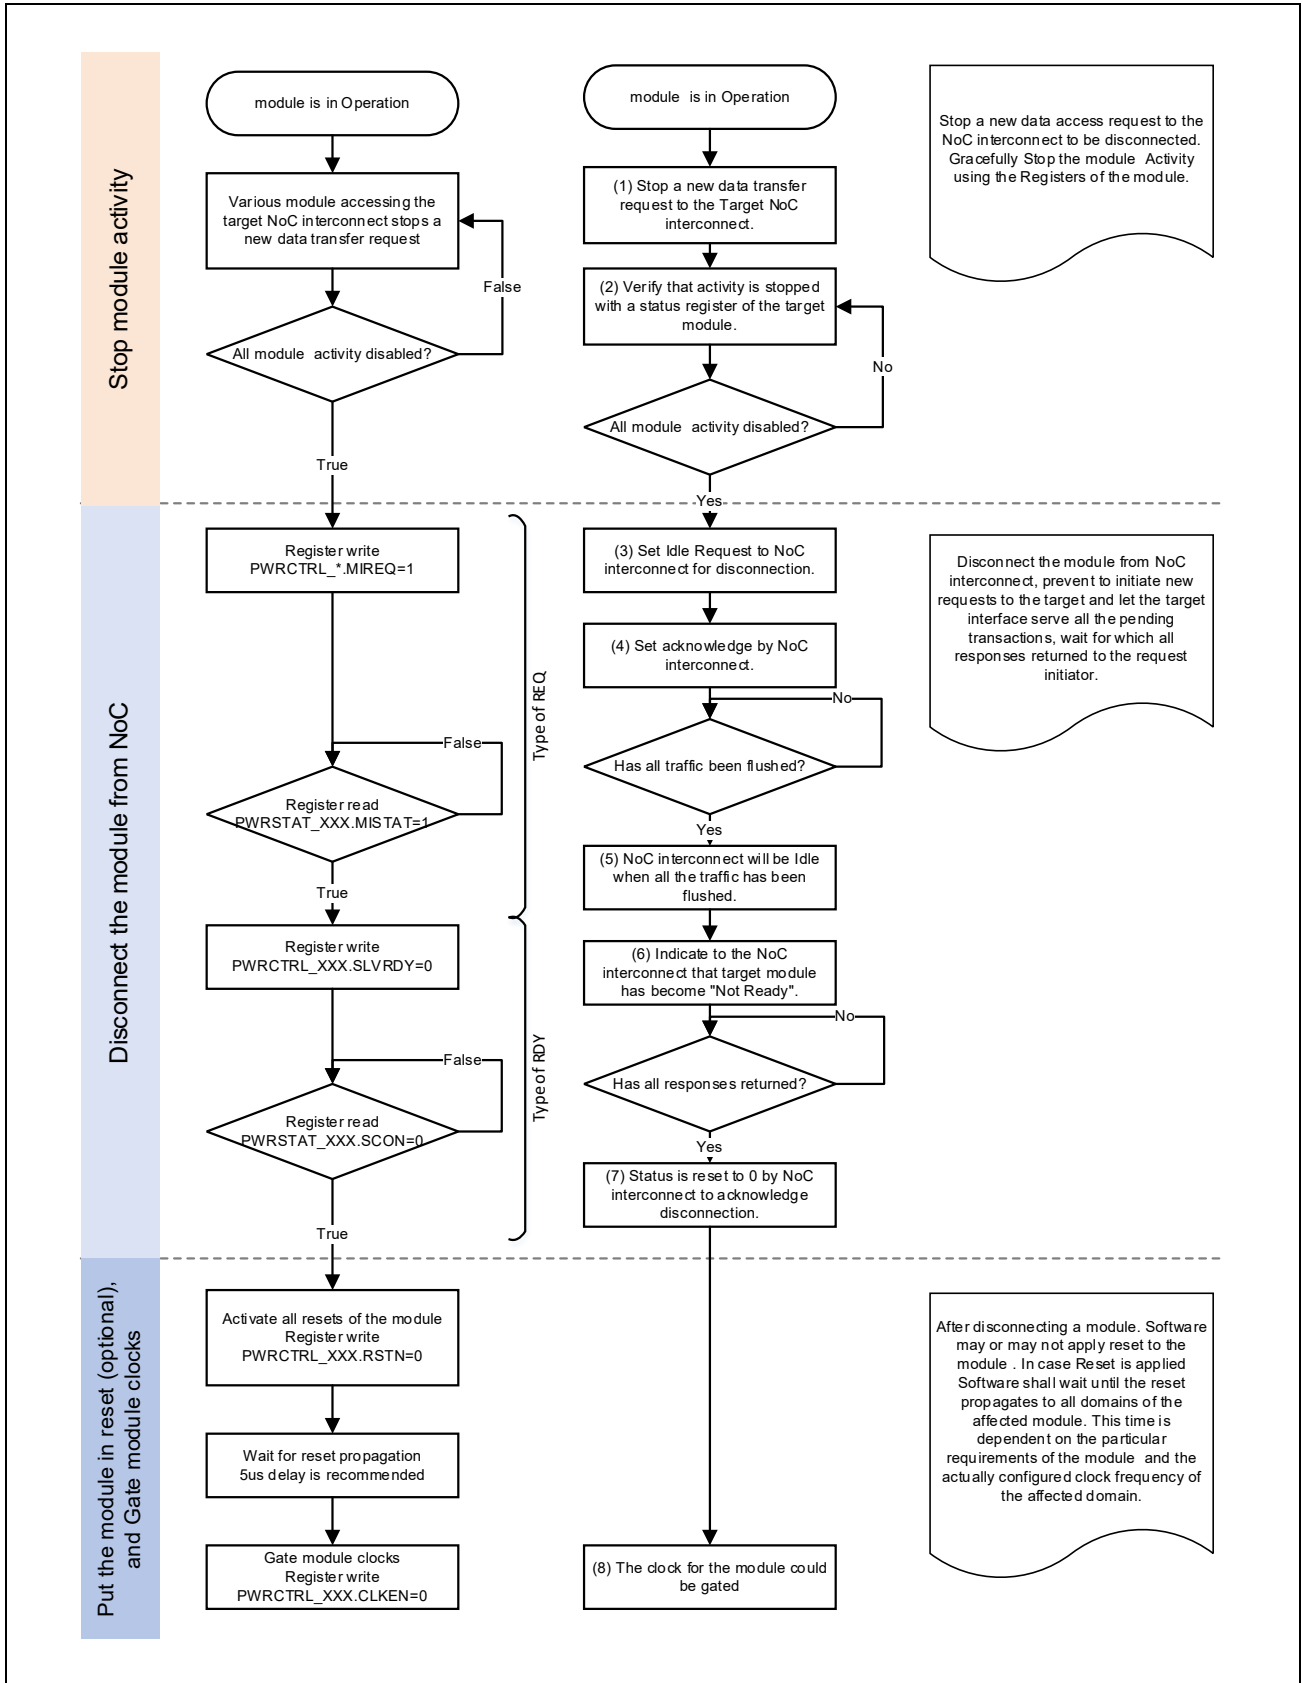 Stop module activity
module is in Operation
Various module accessing the
target NoC interconnect stops a
new data transfer request
False
All module activity disabled?
True
module is in Operation
(1) Stop a new data transfer
request to the Target NoC
interconnect.
(2) Verify that activity is stopped
with a status register of the target
module.
No
All module activity disabled?
Yes
Stop a new data access request to the
NoC interconnect to be disconnected.
Gracefully Stop the module Activity
using the Registers of the module.
Disconnect the module from NoC
Register write
PWRCTRL_*.MIREQ=1
False
Register read
PWRSTAT_XXX.MISTAT=1
True
Register write
PWRCTRL_XXX.SLVRDY=0
False
Register read
PWRSTAT_XXX.SCON=0
True
Type of REQ
Type of RDY
(3) Set Idle Request to NoC
interconnect for disconnection.
(4) Set acknowledge by NoC
interconnect.
No
Has all traffic been flushed?
Yes
(5) NoC interconnect will be Idle
when all the traffic has been
flushed.
(6) Indicate to the NoC
interconnect that target module
has become "Not Ready".
No
Has all responses returned?
Yes
(7) Status is reset to 0 by NoC
interconnect to acknowledge
disconnection.
Disconnect the module from NoC
interconnect, prevent to initiate new
requests to the target and let the target
interface serve all the pending
transactions, wait for which all
responses returned to the request
initiator.
Put the module in reset (optional),
and Gate module clocks
Activate all resets of the module
Register write
PWRCTRL_XXX.RSTN=0
Wait for reset propagation
5us delay is recommended
Gate module clocks
Register write
PWRCTRL_XXX.CLKEN=0
(8) The clock for the module could
be gated
After disconnecting a module. Software
may or may not apply reset to the
module . In case Reset is applied
Software shall wait until the reset
propagates to all domains of the
affected module. This time is
dependent on the particular
requirements of the module and the
actually configured clock frequency of
the affected domain.